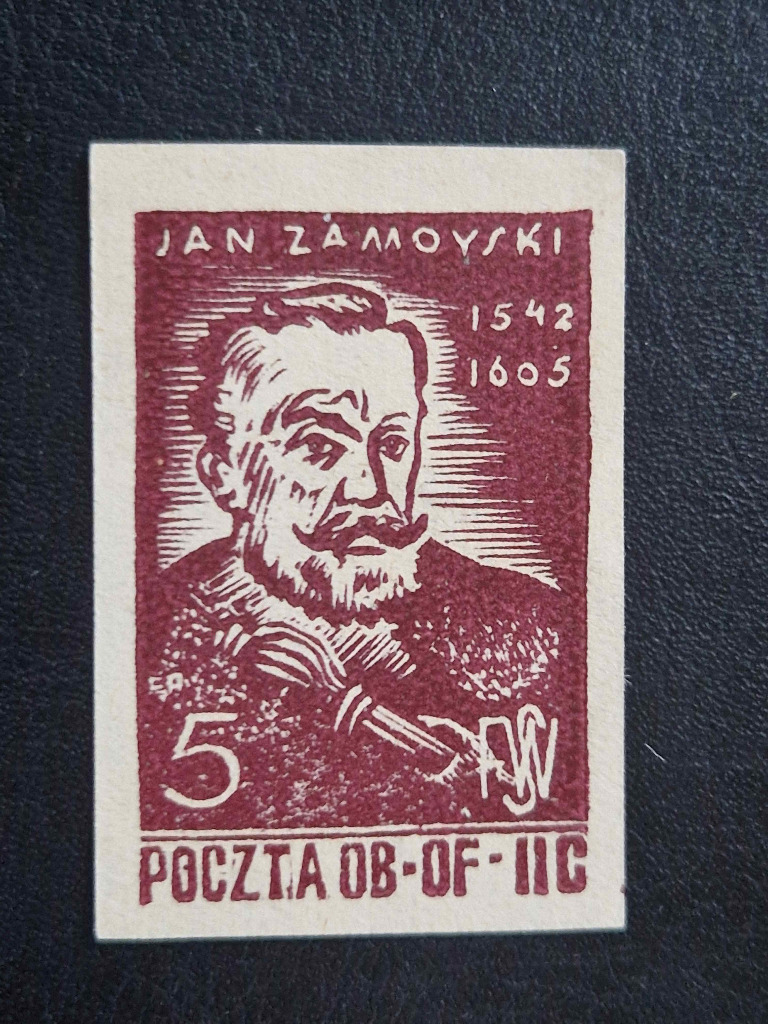 JAN ZAMOYSKI
1542
1605
5
POCZTA OB-OF-IIC